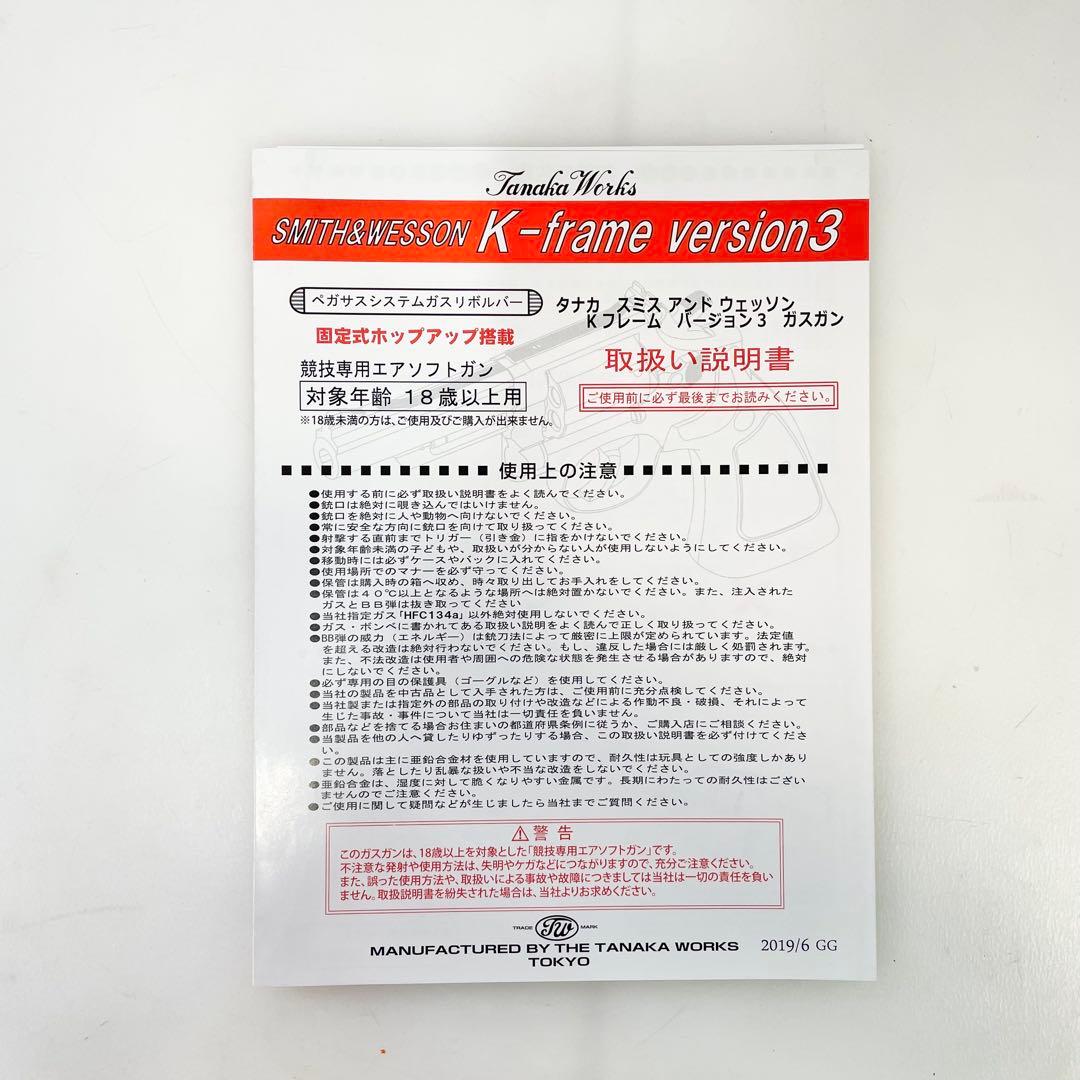 Tanaka Works
SMITH&WESSON K-frame version3
ペガサスシステムガスリボルバー
固定式ホップアップ搭載
競技専用エアソフトガン
対象年齢 18歳以上用
※18歳未満の方は、ご使用及びご購入が出来ません。
タナカ スミス アンド ウェッソン
Kフレーム バージョン3 ガスガン
取扱い説明書
ご使用前に必ず最後までお読みください。
使用上の注意
●使用する前に必ず取扱い説明書をよく読んでください。
●銃口は絶対に覗き込んではいけません。
●銃口を絶対に人や動物へ向けないでください。
●常に安全な方向に銃口を向けて取り扱ってください。
●射撃する直前までトリガー（引き金）に指をかけないでください。
●対象年齢未満の子どもや、取扱いが分からない人が使用しないようにしてください。
●移動時には必ずケースやバックに入れてください。
●使用場所でのマナーを必ず守ってください。
●保管は購入時の箱へ収め、時々取り出してお手入れをしてください。
●保管は40℃以上となるような場所へは絶対置かないでください。また、注入された
ガスとBB弾は抜き取ってください
●当社指定ガス「HFC134a」以外絶対使用しないでください。
●ガス・ボンベに書かれてある取扱い説明をよく読んで正しく取り扱ってください。
●BB弾の威力（エネルギー）は銃刀法によって厳密に上限が定められています。法定値
を超える改造は絶対行わないでください。もし、違反した場合には厳しく処罰されます。
また、不法改造は使用者や周囲への危険な状態を発生させる場合がありますので、絶対
にしないでください。
●必ず専用の目の保護具（ゴーグルなど）を使用してください。
●当社の製品を中古品として入手された方は、ご使用前に充分点検してください。
●当社製または指定外の部品の取り付けや改造などによる作動不良・破損、それによって
生じた事故・事件について当社は一切責任を負いません。
●部品などを捨てる場合お住まいの都道府県条例に従うか、ご購入店にご相談ください。
●当製品を他の人へ貸したりゆずったりする場合、この取扱い説明書を必ず付けてくださ
い。
●この製品は主に亜鉛合金材を使用していますので、耐久性は玩具としての強度しかあり
ません。落としたり乱暴な扱いや不当な改造をしないでください。
●亜鉛合金は、湿度に対して脆くなりやすい金属です。長期にわたっての耐久性はござい
ませんのでご注意ください。
●ご使用に関して疑問などが生じましたら当社までご質問ください。
⚠警告
このガスガンは、18歳以上を対象とした「競技専用エアソフトガン」です。
不注意な発射や使用方法は、失明やケガなどにつながりますので、充分ご注意ください。
また、誤った使用方法や、取扱いによる事故や故障につきましては当社は一切の責任を負い
ません。取扱説明書を紛失された場合は、当社よりお求めください。
TRADE TW MARK
MANUFACTURED BY THE TANAKA WORKS
TOKYO
2019/6 GG